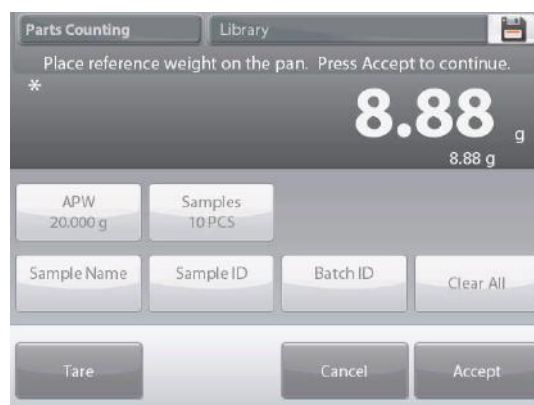 Parts Counting Library
Place reference weight on the pan. Press Accept to continue.
*
8.88 g
8.88 g
APW Samples
20.000 g 10 PCS
Sample Name Sample ID Batch ID Clear All
Tare Cancel Accept